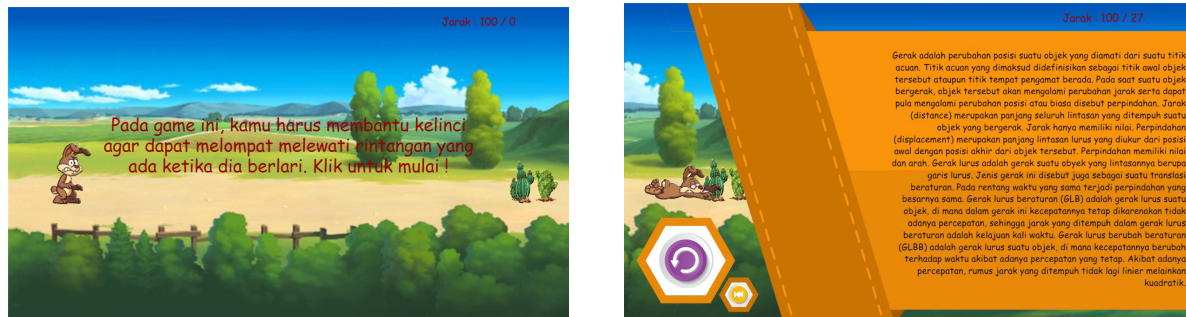 Jarak : 100 / 0
Pada game ini, kamu harus membantu kelinci
agar dapat melompat melewati rintangan yang
ada ketika dia berlari. Klik untuk mulai !
Jarak : 100 / 27
Gerak adalah perubahan posisi suatu objek yang diamati dari suatu titik
acuan. Titik acuan yang dimaksud didefinisikan sebagai titik awal objek
tersebut ataupun titik tempat pengamat berada. Pada saat suatu objek
bergerak, objek tersebut akan mengalami perubahan jarak serta dapat
pula mengalami perubahan posisi atau biasa disebut perpindahan. Jarak
(distance) merupakan panjang seluruh lintasan yang ditempuh suatu
objek yang bergerak. Jarak hanya memiliki nilai. Perpindahan
(displacement) merupakan panjang lintasan lurus yang diukur dari posisi
awal dengan posisi akhir dari objek tersebut. Perpindahan memiliki nilai
dan arah. Gerak lurus adalah gerak suatu obyek yang lintasannya berupa
garis lurus. Jenis gerak ini disebut juga sebagai suatu translasi
beraturan. Pada rentang waktu yang sama terjadi perpindahan yang
besarnya sama. Gerak lurus beraturan (GLB) adalah gerak lurus suatu
objek, di mana dalam gerak ini kecepatannya tetap dikarenakan tidak
adanya percepatan, sehingga jarak yang ditempuh dalam gerak lurus
beraturan adalah kelajuan kali waktu. Gerak lurus berubah beraturan
(GLBB) adalah gerak lurus suatu objek, di mana kecepatannya berubah
terhadap waktu akibat adanya percepatan yang tetap. Akibat adanya
percepatan, rumus jarak yang ditempuh tidak lagi linier melainkan
kuadratik.